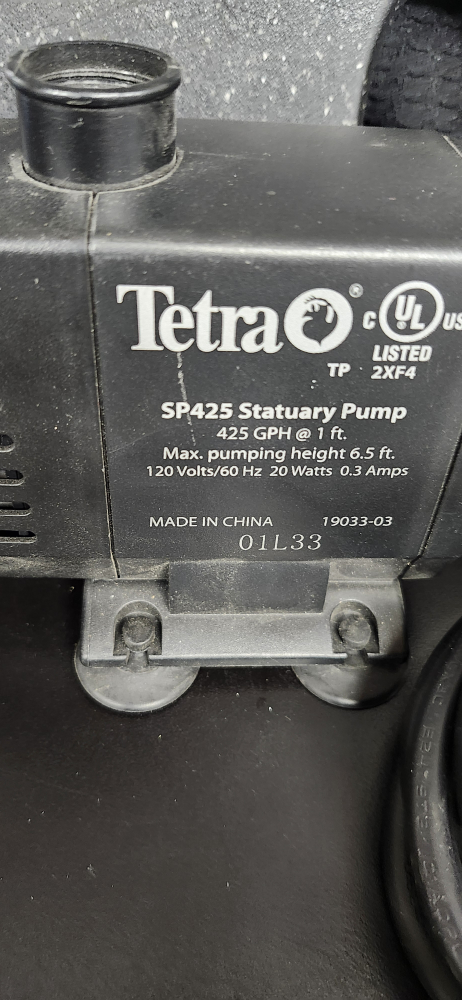 Tetra®
C UL US
LISTED
TP 2XF4
SP425 Statuary Pump
425 GPH @ 1 ft.
Max. pumping height 6.5 ft.
120 Volts/60 Hz 20 Watts 0.3 Amps
MADE IN CHINA 19033-03
01L33